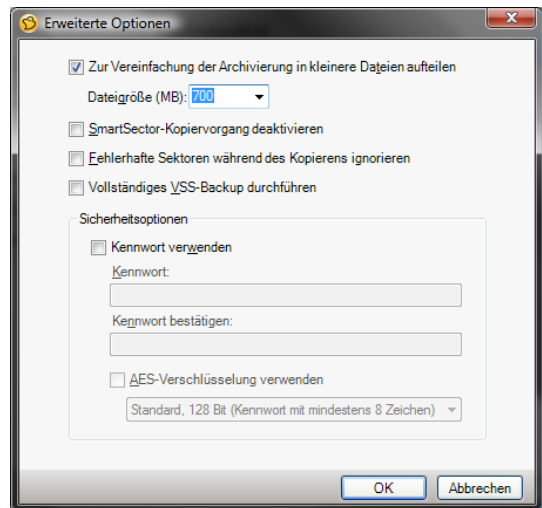 Erweiterte Optionen
Zur Vereinfachung der Archivierung in kleinere Dateien aufteilen
Dateigröße (MB): 700
SmartSector-Kopiervorgang deaktivieren
Fehlerhafte Sektoren während des Kopierens ignorieren
Vollständiges VSS-Backup durchführen
Sicherheitsoptionen
Kennwort verwenden
Kennwort:
Kennwort bestätigen:
AES-Verschlüsselung verwenden
Standard, 128 Bit (Kennwort mit mindestens 8 Zeichen)
OK Abbrechen